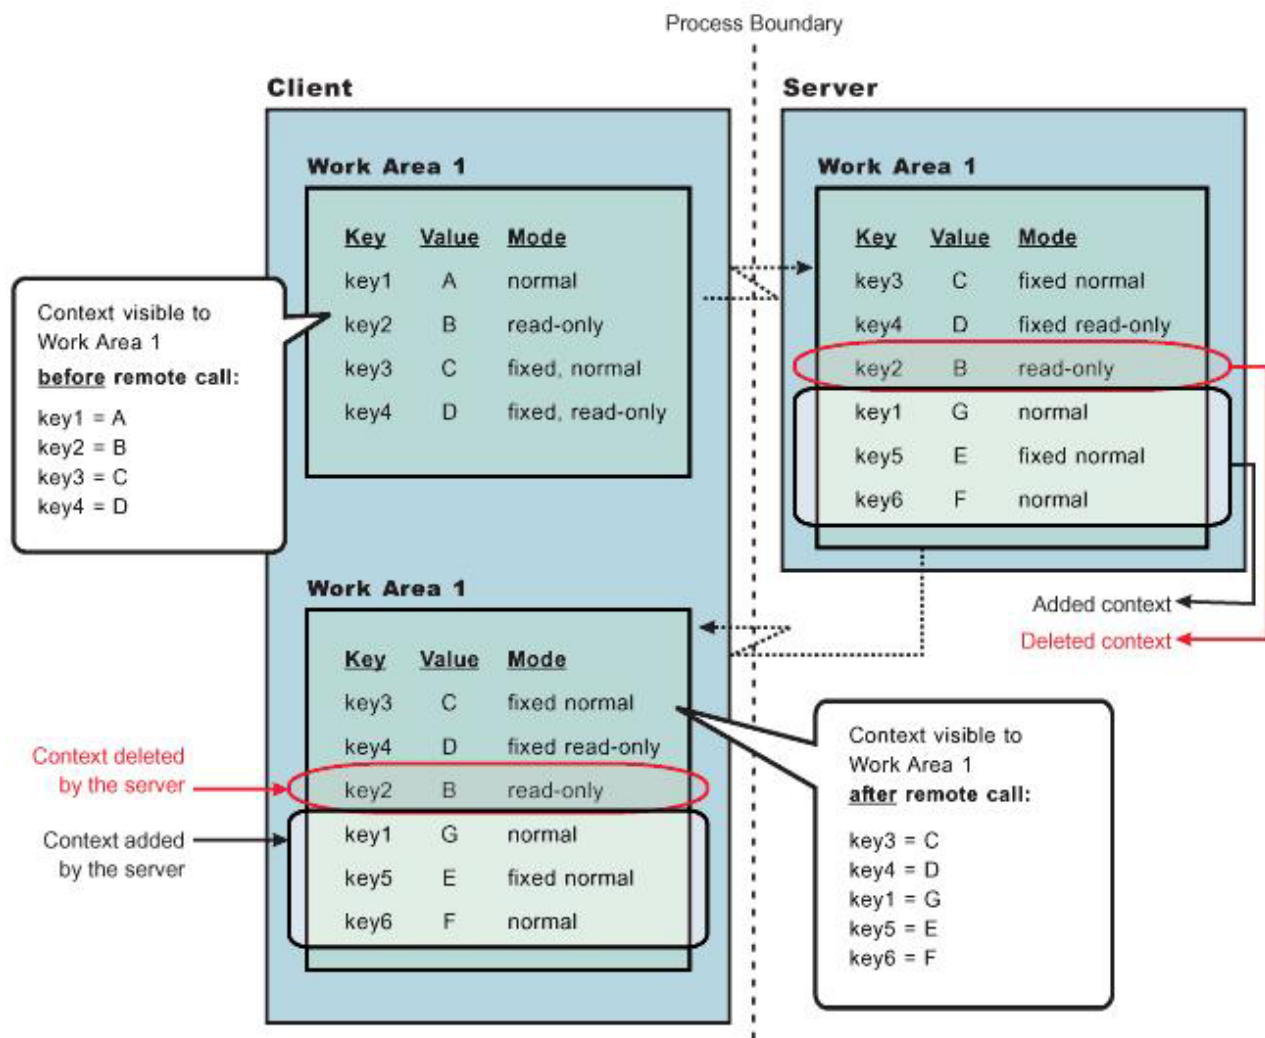 Process Boundary
Client
Work Area 1
Key Value Mode
key1 A normal
key2 B read-only
key3 C fixed, normal
key4 D fixed, read-only
Context visible to
Work Area 1
before remote call:
key1 = A
key2 = B
key3 = C
key4 = D
Server
Work Area 1
Key Value Mode
key3 C fixed normal
key4 D fixed read-only
key2 B read-only
key1 G normal
key5 E fixed normal
key6 F normal
Added context
Deleted context
Work Area 1
Key Value Mode
key3 C fixed normal
key4 D fixed read-only
key2 B read-only
key1 G normal
key5 E fixed normal
key6 F normal
Context deleted
by the server
Context added
by the server
Context visible to
Work Area 1
after remote call:
key3 = C
key4 = D
key1 = G
key5 = E
key6 = F